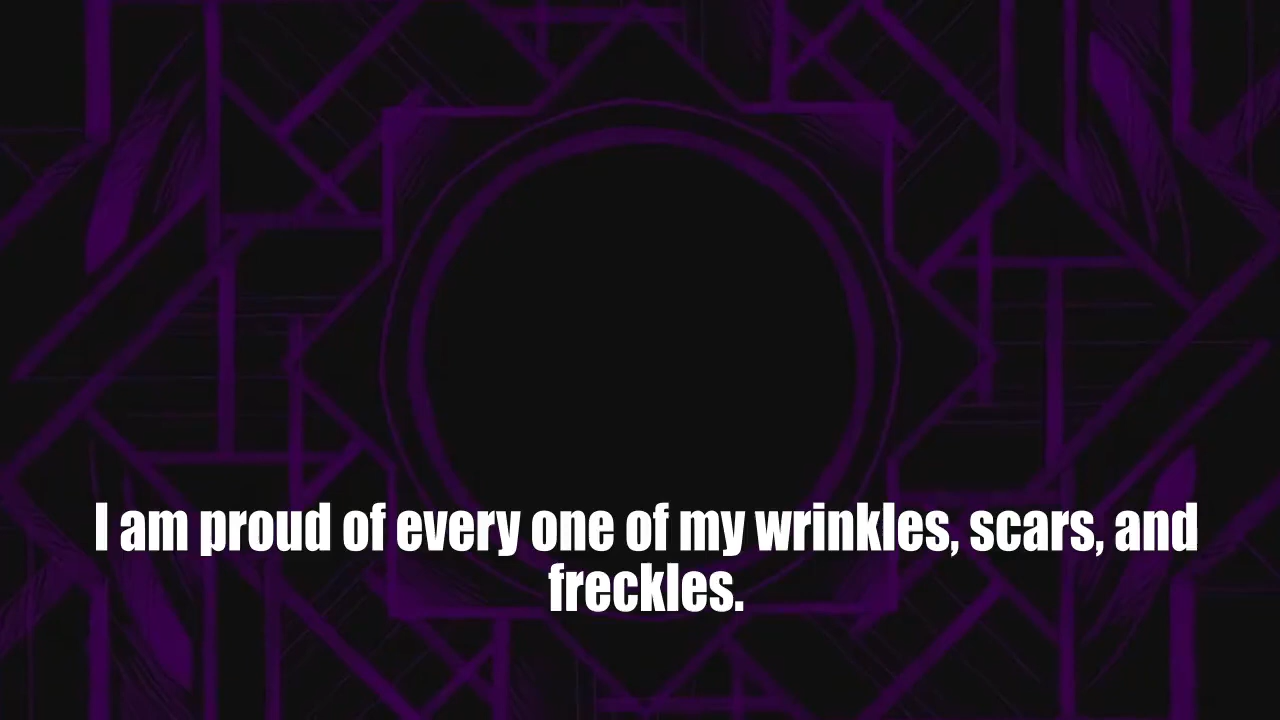 I am proud of every one of my wrinkles, scars, and
freckles.